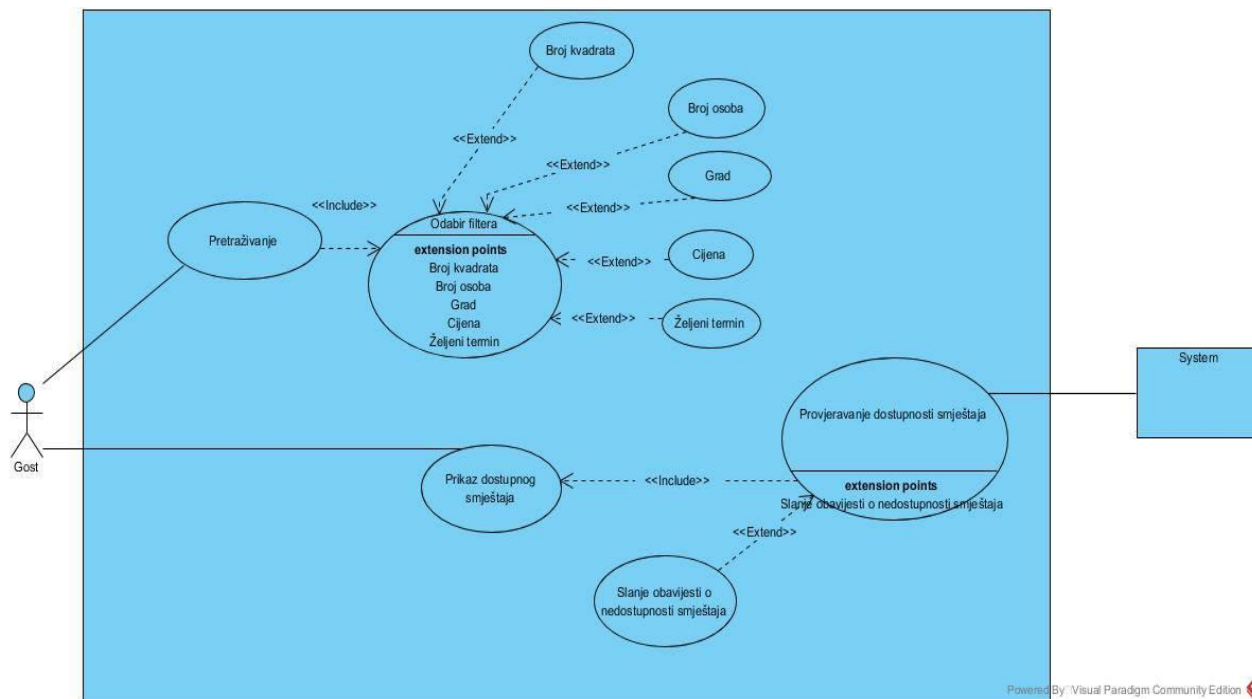 Broj kvadrata
Broj osoba
<<Extend>>
<<Extend>>
Grad
<<Include>>
<<Extend>>
Odabir filtera
Pretraživanje
extension points
Broj kvadrata
Broj osoba
Grad
Cijena
Željeni termin
<<Extend>>
Cijena
<<Extend>>
Željeni termin
System
Provjeravanje dostupnosti smještaja
Gost
Prikaz dostupnog
smještaja
<<Include>>
extension points
Slanje obavijesti o nedostupnosti smještaja
<<Extend>>
Slanje obavijesti o
nedostupnosti smještaja
Powered By Visual Paradigm Community Edition